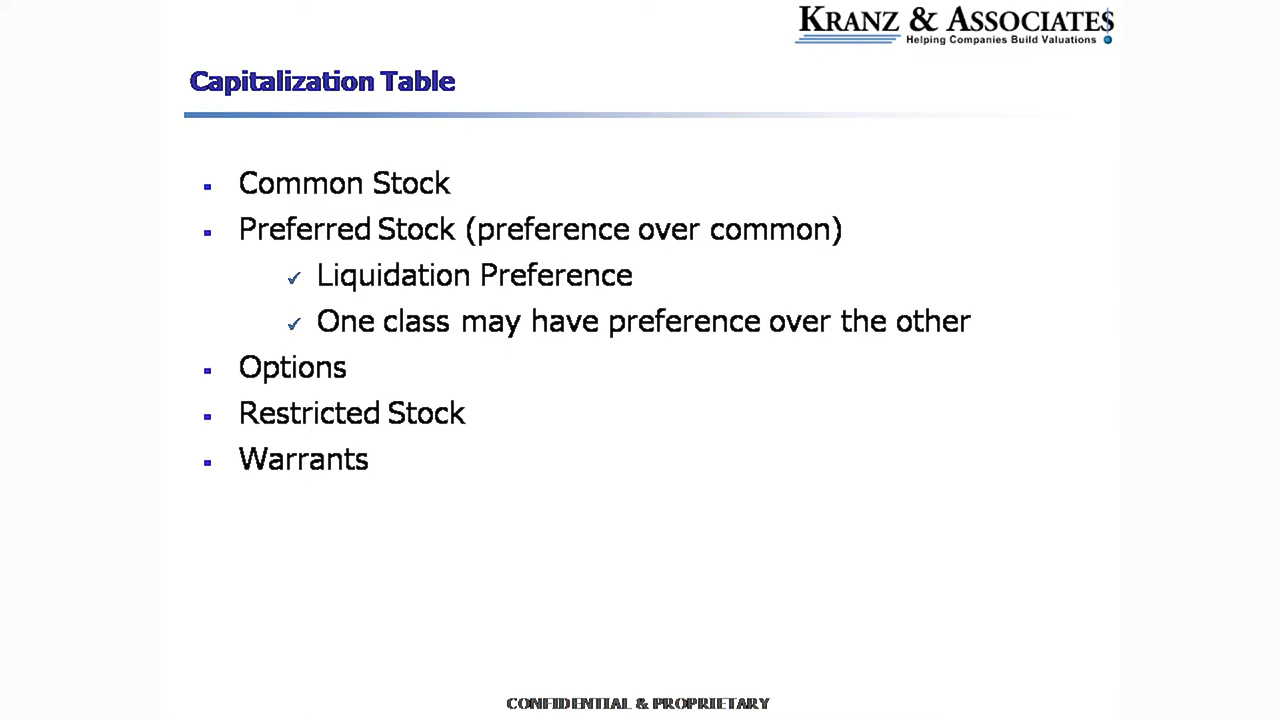 KRANZ & ASSOCIATES
Helping Companies Build Valuations
Capitalization Table
Common Stock
Preferred Stock (preference over common)
Liquidation Preference
One class may have preference over the other
Options
Restricted Stock
Warrants
CONFIDENTIAL & PROPRIETARY